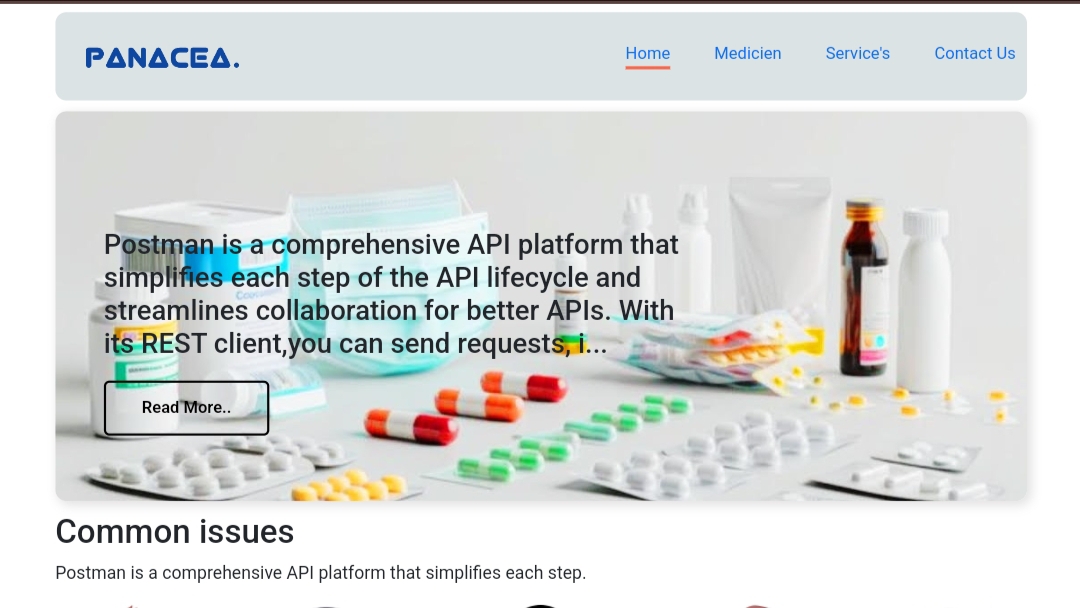 PANACEA.
Home Medicien Service's Contact Us
Postman is a comprehensive API platform that
simplifies each step of the API lifecycle and
streamlines collaboration for better APIs. With
its REST client,you can send requests, i...
Read More..
Common issues
Postman is a comprehensive API platform that simplifies each step.